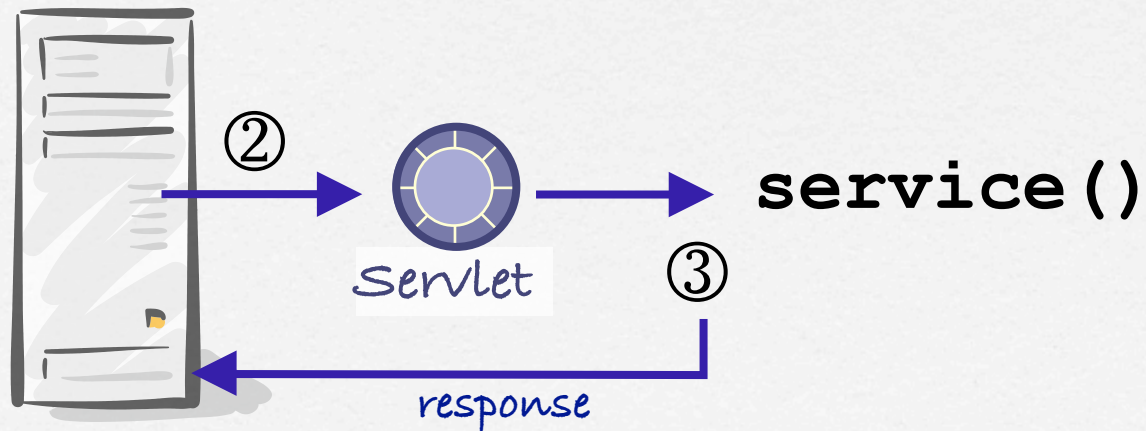 ②
service()
Servlet
③
response